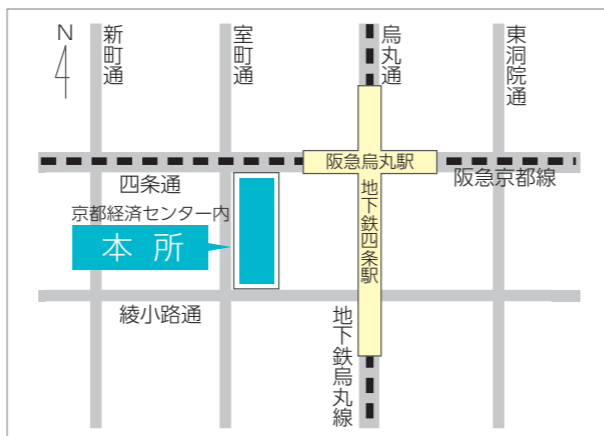 N
新町通
室町通
烏丸通
東洞院通
阪急烏丸駅
四条通
阪急京都線
地下鉄四条駅
京都経済センター内
本所
綾小路通
地下鉄烏丸線